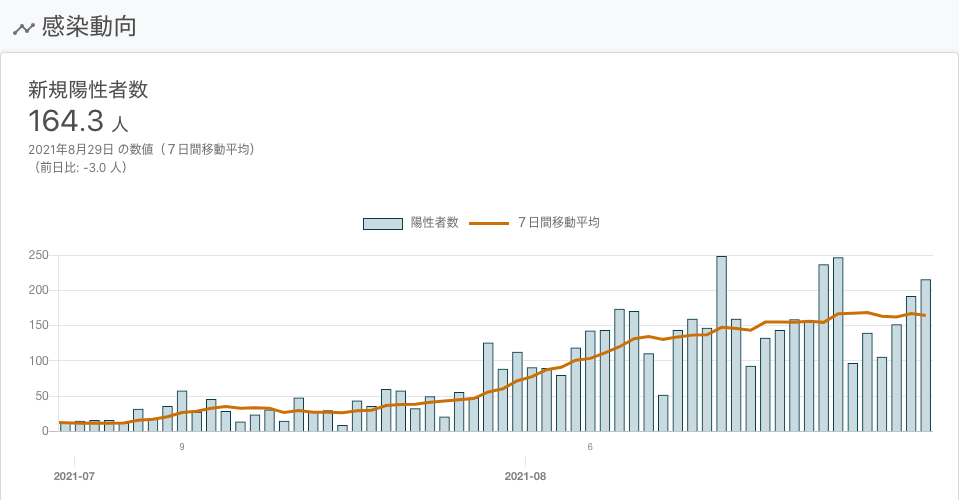 感染動向
新規陽性者数
164.3 人
2021年8月29日 の数値（７日間移動平均）
（前日比: -3.0 人）
陽性者数 ７日間移動平均
250
200
150
100
50
0
9 6
2021-07 2021-08